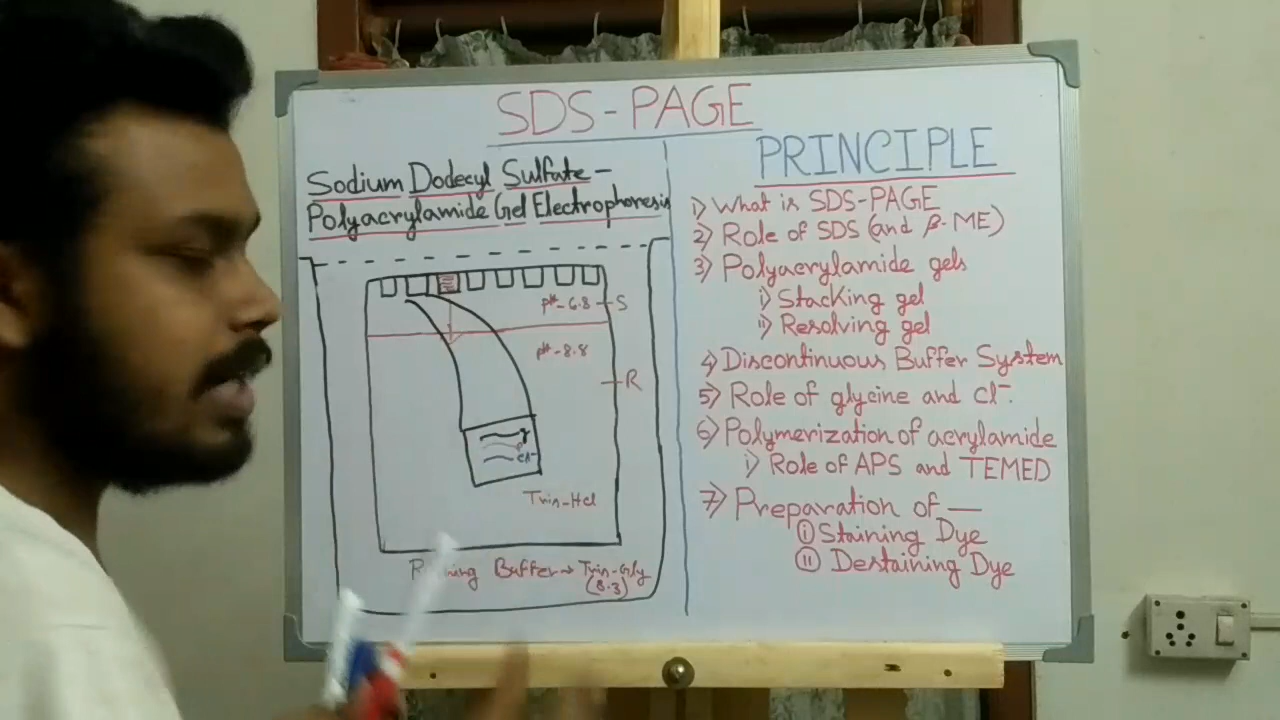 SDS-PAGE
Sodium Dodecyl Sulfate-
Polyacrylamide Gel Electrophoresis
pH-6.8
S
pH-8.8
R
Cl-
Tris-Hcl
Buffer → Tris-Gly
(8.3)
PRINCIPLE
1) What is SDS-PAGE
2) Role of SDS (and β-ME)
3) Polyacrylamide gels
i) Stacking gel
ii) Resolving gel
4) Discontinuous Buffer System
5) Role of glycine and Cl-.
6) Polymerization of acrylamide
i) Role of APS and TEMED
7) Preparation of —
(i) Staining Dye
(ii) Destaining Dye